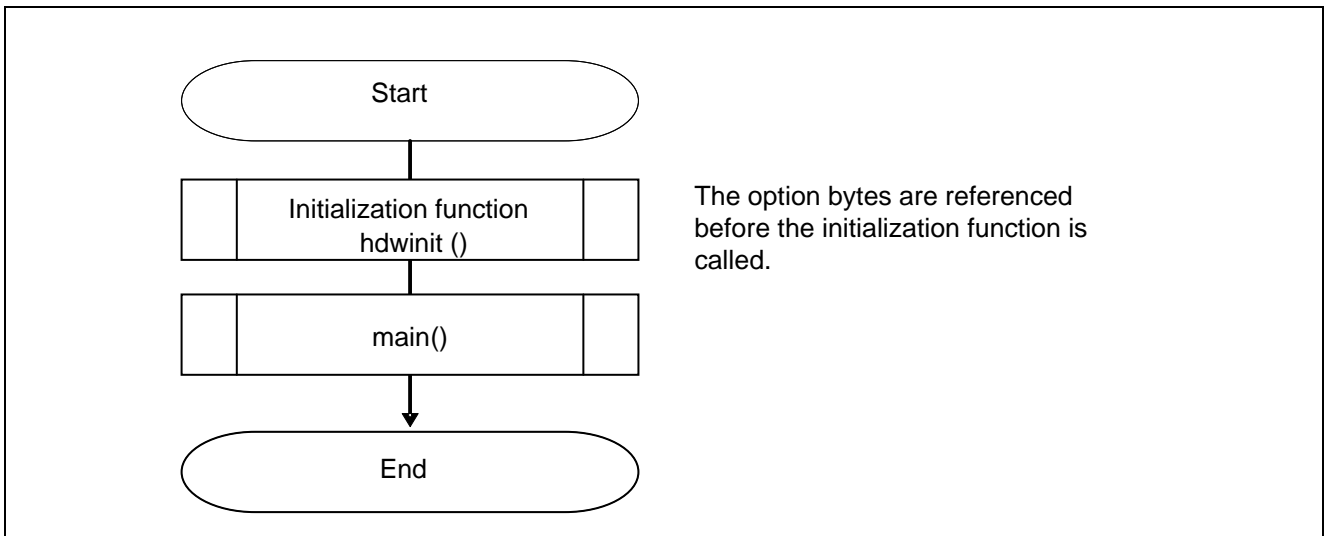 Start
Initialization function
hdwinit ()
The option bytes are referenced
before the initialization function is
called.
main()
End